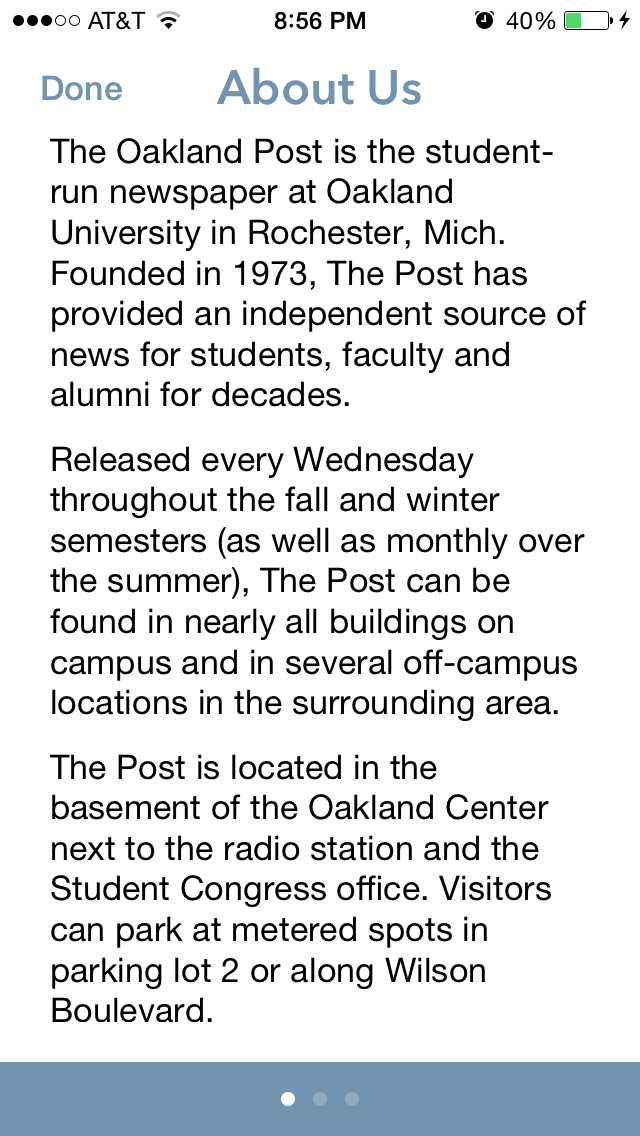 AT&T 8:56 PM 40%
Done About Us
The Oakland Post is the student-
run newspaper at Oakland
University in Rochester, Mich.
Founded in 1973, The Post has
provided an independent source of
news for students, faculty and
alumni for decades.
Released every Wednesday
throughout the fall and winter
semesters (as well as monthly over
the summer), The Post can be
found in nearly all buildings on
campus and in several off-campus
locations in the surrounding area.
The Post is located in the
basement of the Oakland Center
next to the radio station and the
Student Congress office. Visitors
can park at metered spots in
parking lot 2 or along Wilson
Boulevard.